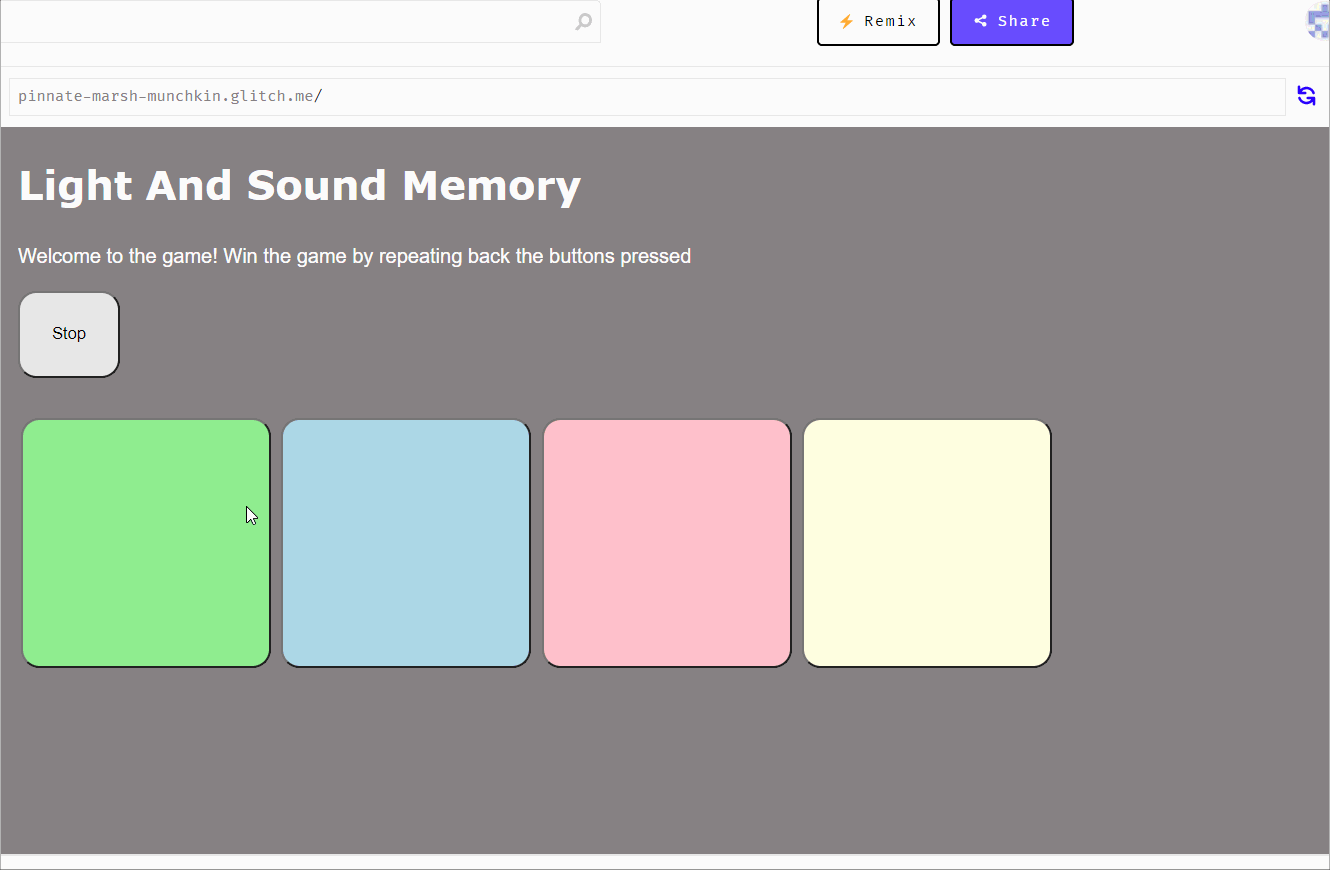 Remix
Share
pinnate-marsh-munchkin.glitch.me/
Light And Sound Memory
Welcome to the game! Win the game by repeating back the buttons pressed
Stop